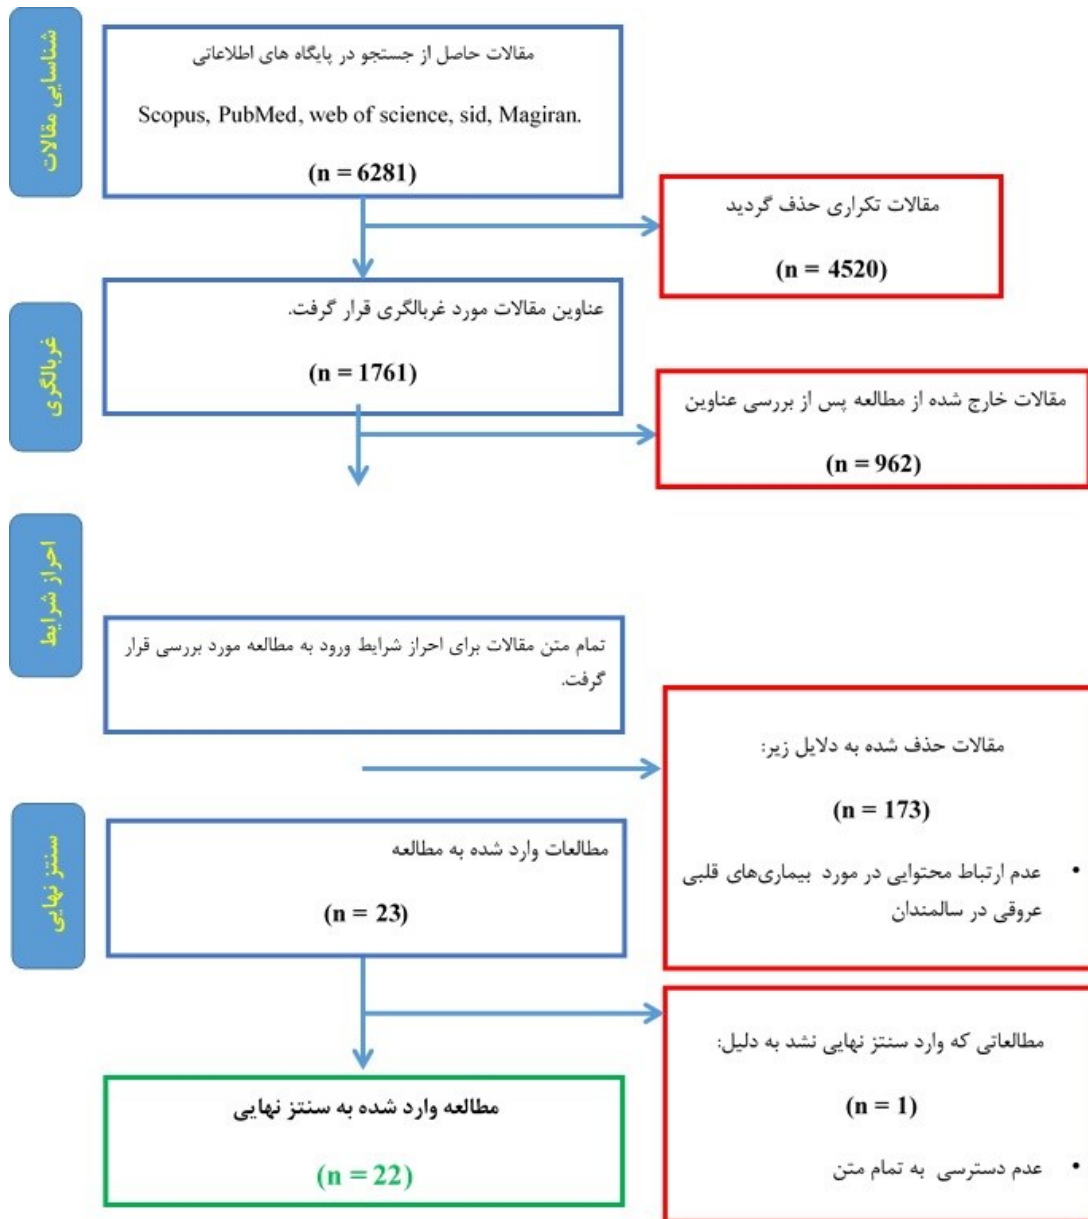 شناسایی مقالات
مقالات حاصل از جستجو در پایگاه های اطلاعاتی
Scopus, PubMed, web of science, sid, Magiran.
(n = 6281)
مقالات تکراری حذف گردید
(n = 4520)
غربالگری
عناوین مقالات مورد غربالگری قرار گرفت.
(n = 1761)
مقالات خارج شده از مطالعه پس از بررسی عناوین
(n = 962)
احراز شرایط
تمام متن مقالات برای احراز شرایط ورود به مطالعه مورد بررسی قرار
گرفت.
مقالات حذف شده به دلایل زیر:
(n = 173)
• عدم ارتباط محتوایی در مورد بیماری‌های قلبی
عروقی در سالمندان
سنتز نهایی
مطالعات وارد شده به مطالعه
(n = 23)
مطالعاتی که وارد سنتز نهایی نشد به دلیل:
(n = 1)
• عدم دسترسی به تمام متن
مطالعه وارد شده به سنتز نهایی
(n = 22)